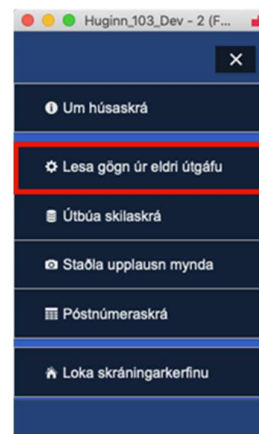 Huginn_103_Dev - 2 (F...
Um húsaskrá
Lesa gögn úr eldri útgáfu
Útbúa skilaskrá
Staðla upplausn mynda
Póstnúmeraskrá
Loka skráningarkerfinu